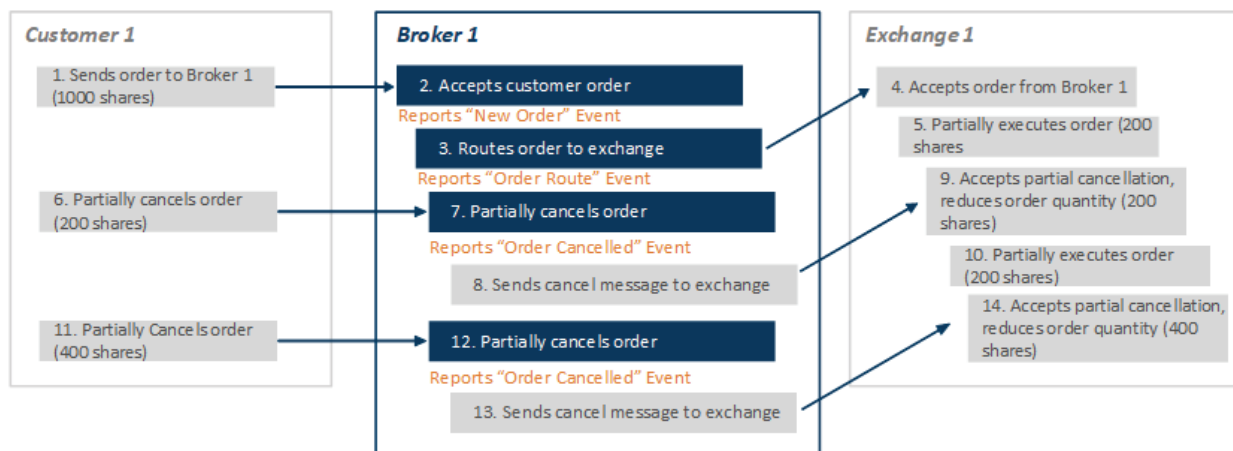 Customer 1
1. Sends order to Broker 1
(1000 shares)
6. Partially cancels order
(200 shares)
11. Partially Cancels order
(400 shares)
Broker 1
2. Accepts customer order
Reports “New Order” Event
3. Routes order to exchange
Reports “Order Route” Event
7. Partially cancels order
Reports “Order Cancelled” Event
8. Sends cancel message to exchange
12. Partially cancels order
Reports “Order Cancelled” Event
13. Sends cancel message to exchange
Exchange 1
4. Accepts order from Broker 1
5. Partially executes order (200
shares
9. Accepts partial cancellation,
reduces order quantity (200
shares)
10. Partially executes order
(200 shares)
14. Accepts partial cancellation,
reduces order quantity (400
shares)